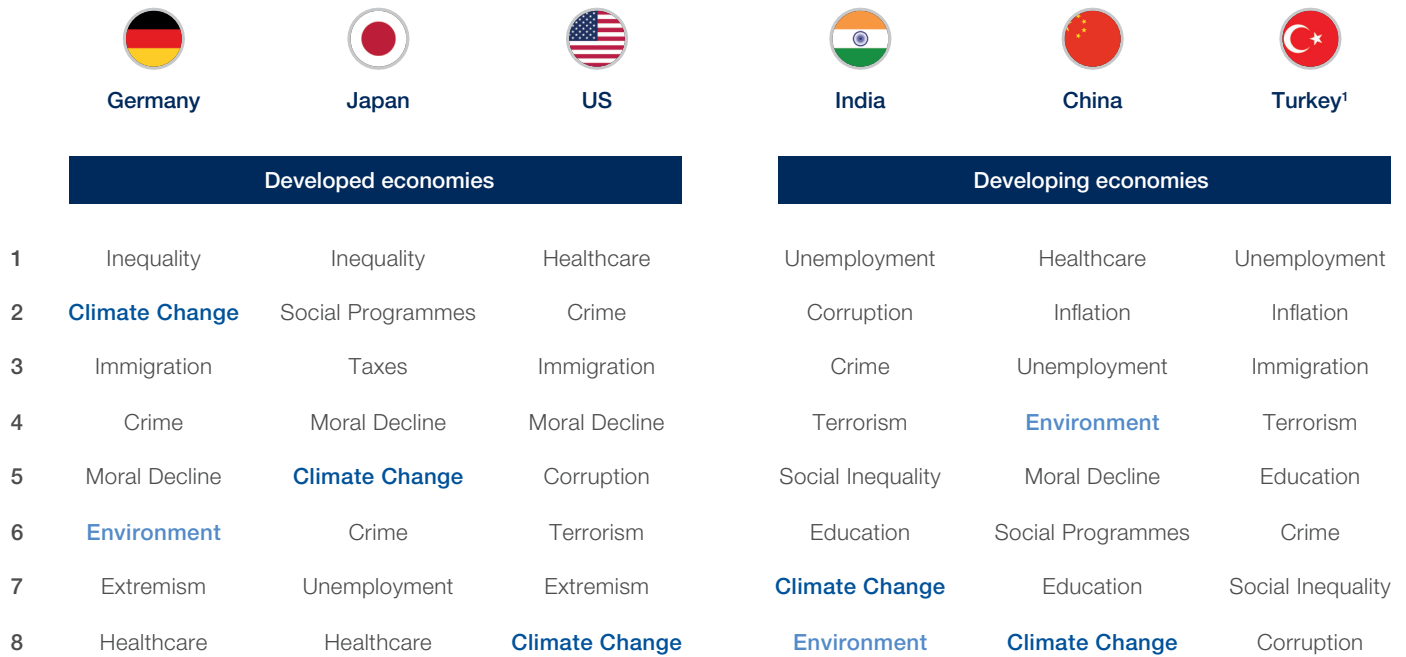 Germany Japan US India China Turkey¹
Developed economies Developing economies
1 Inequality Inequality Healthcare Unemployment Healthcare Unemployment
2 Climate Change Social Programmes Crime Corruption Inflation Inflation
3 Immigration Taxes Immigration Crime Unemployment Immigration
4 Crime Moral Decline Moral Decline Terrorism Environment Terrorism
5 Moral Decline Climate Change Corruption Social Inequality Moral Decline Education
6 Environment Crime Terrorism Education Social Programmes Crime
7 Extremism Unemployment Extremism Climate Change Education Social Inequality
8 Healthcare Healthcare Climate Change Environment Climate Change Corruption